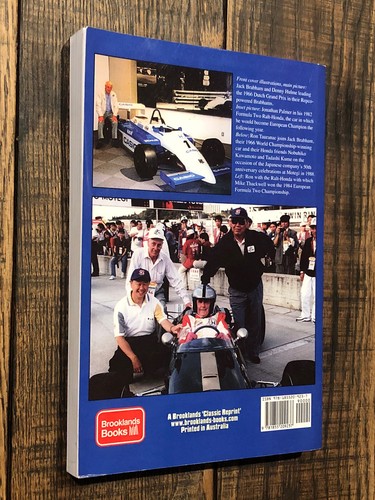 Front cover illustrations, main picture:
Jack Brabham and Denny Hulme leading
the 1966 Dutch Grand Prix in their Repco-
powered Brabhams.
Inset picture: Jonathan Palmer in his 1982
Formula Two Ralt-Honda, the car in which
he would become European Champion the
following year.
Below: Ron Tauranac joins Jack Brabham,
their 1966 World Championship-winning
car and their Honda friends Nobuhiko
Kawamoto and Tadashi Kume on the
occasion of the Japanese company's 50th
anniversary celebrations at Motegi in 1988.
Left: Ron with the Ralt-Honda with which
Mike Thackwell won the 1984 European
Formula Two Championship.
A Brooklands 'Classic Reprint'
www.brooklands-books.com
Printed in Australia
Brooklands
Books